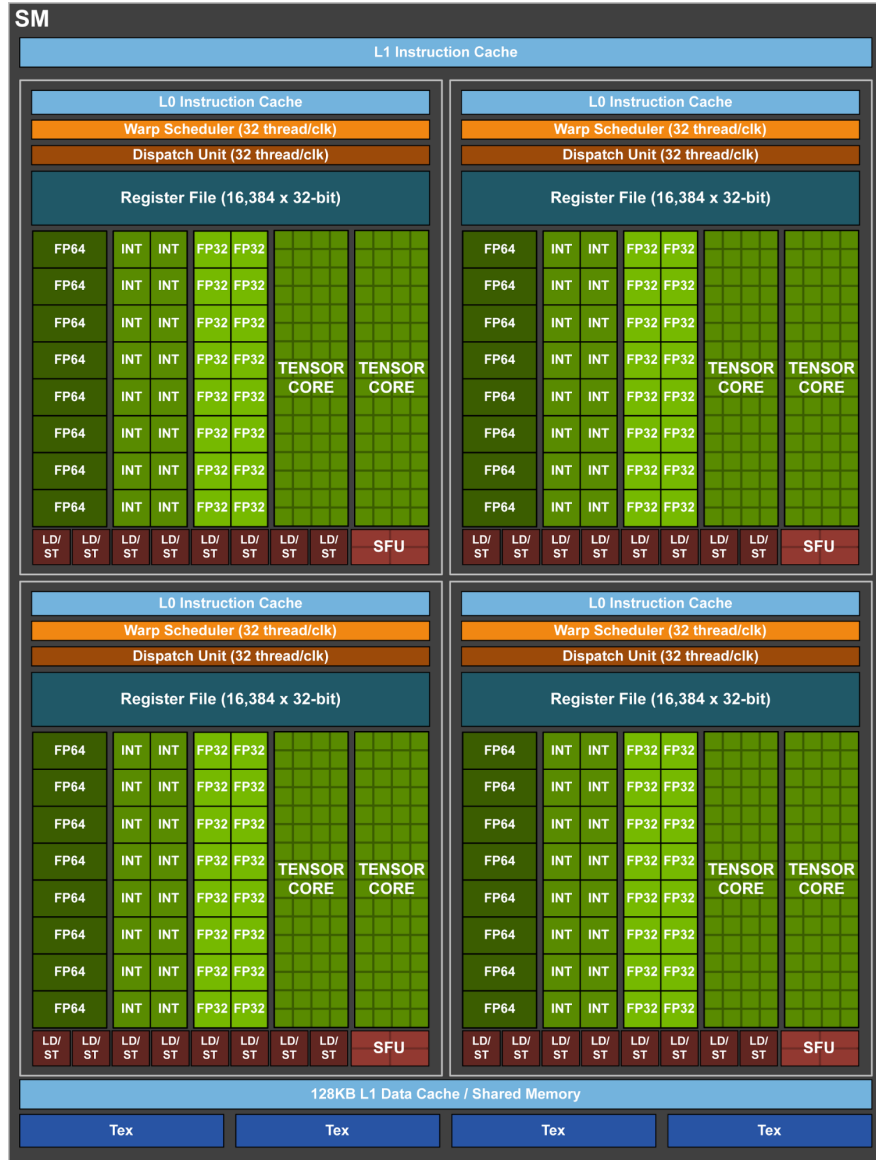 SM
L1 Instruction Cache
L0 Instruction Cache
Warp Scheduler (32 thread/clk)
Dispatch Unit (32 thread/clk)
Register File (16,384 x 32-bit)
FP64 INT INT FP32 FP32
FP64 INT INT FP32 FP32
FP64 INT INT FP32 FP32
FP64 INT INT FP32 FP32
FP64 INT INT FP32 FP32
FP64 INT INT FP32 FP32
FP64 INT INT FP32 FP32
FP64 INT INT FP32 FP32
TENSOR CORE
TENSOR CORE
LD/ LD/ LD/ LD/ LD/ LD/ LD/ LD/
ST ST ST ST ST ST ST ST
SFU
L0 Instruction Cache
Warp Scheduler (32 thread/clk)
Dispatch Unit (32 thread/clk)
Register File (16,384 x 32-bit)
FP64 INT INT FP32 FP32
FP64 INT INT FP32 FP32
FP64 INT INT FP32 FP32
FP64 INT INT FP32 FP32
FP64 INT INT FP32 FP32
FP64 INT INT FP32 FP32
FP64 INT INT FP32 FP32
FP64 INT INT FP32 FP32
TENSOR CORE
TENSOR CORE
LD/ LD/ LD/ LD/ LD/ LD/ LD/ LD/
ST ST ST ST ST ST ST ST
SFU
L0 Instruction Cache
Warp Scheduler (32 thread/clk)
Dispatch Unit (32 thread/clk)
Register File (16,384 x 32-bit)
FP64 INT INT FP32 FP32
FP64 INT INT FP32 FP32
FP64 INT INT FP32 FP32
FP64 INT INT FP32 FP32
FP64 INT INT FP32 FP32
FP64 INT INT FP32 FP32
FP64 INT INT FP32 FP32
FP64 INT INT FP32 FP32
TENSOR CORE
TENSOR CORE
LD/ LD/ LD/ LD/ LD/ LD/ LD/ LD/
ST ST ST ST ST ST ST ST
SFU
L0 Instruction Cache
Warp Scheduler (32 thread/clk)
Dispatch Unit (32 thread/clk)
Register File (16,384 x 32-bit)
FP64 INT INT FP32 FP32
FP64 INT INT FP32 FP32
FP64 INT INT FP32 FP32
FP64 INT INT FP32 FP32
FP64 INT INT FP32 FP32
FP64 INT INT FP32 FP32
FP64 INT INT FP32 FP32
FP64 INT INT FP32 FP32
TENSOR CORE
TENSOR CORE
LD/ LD/ LD/ LD/ LD/ LD/ LD/ LD/
ST ST ST ST ST ST ST ST
SFU
128KB L1 Data Cache / Shared Memory
Tex Tex Tex Tex